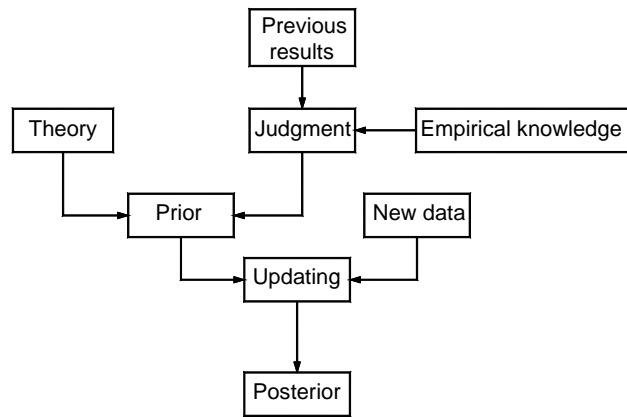 Previous
results
Theory
Judgment
Empirical knowledge
Prior
New data
Updating
Posterior